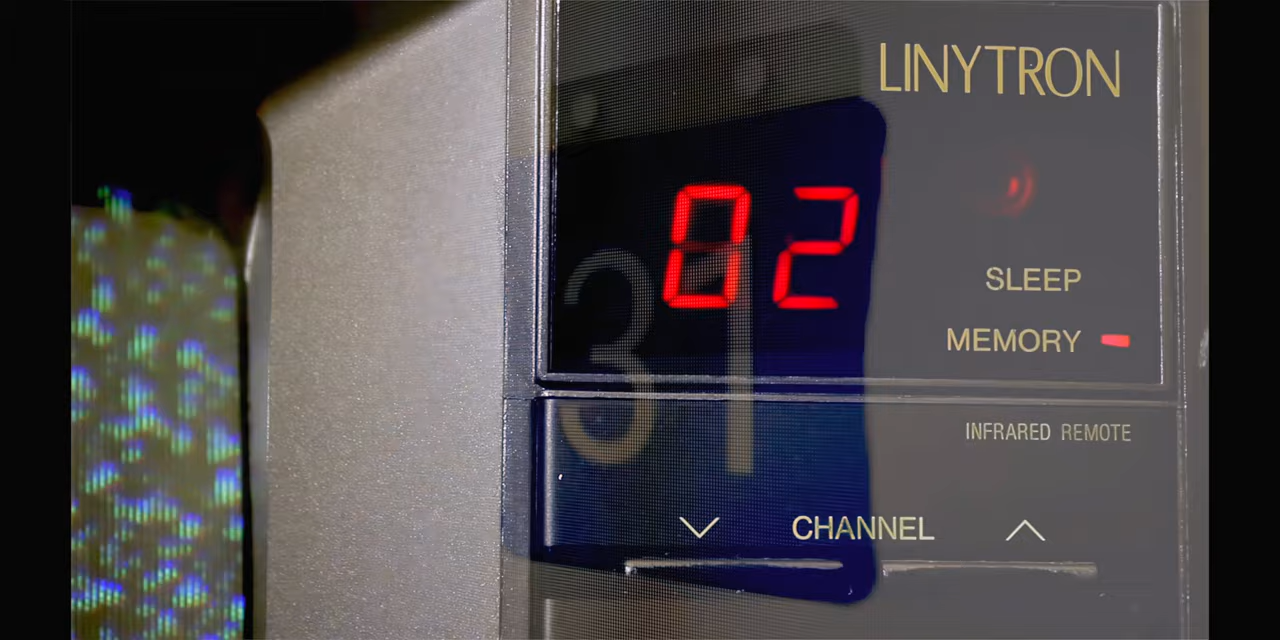 LINYTRON
02
31
SLEEP
MEMORY
INFRARED REMOTE
CHANNEL